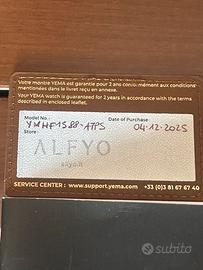 Votre montre YEMA est garantie pour 2 ans conformément aux conditions
mentionnées dans le livret reçu en annexe.
Your YEMA watch is guaranteed for 2 years in accordance with the terms
described in enclosed leaflet.
Model No.: Date of Purchase:
YMHF1588-A7PS 04-12-2025
Store:
ALFYO
SERVICE CENTER : www.support.yema.com +33 (0)3 81 67 67 40
subito